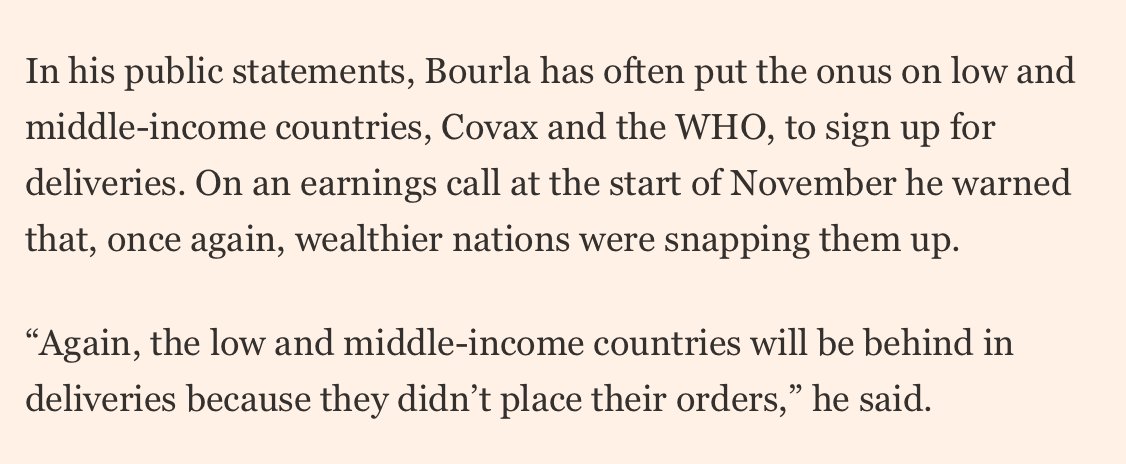 In his public statements, Bourla has often put the onus on low and
middle-income countries, Covax and the WHO, to sign up for
deliveries. On an earnings call at the start of November he warned
that, once again, wealthier nations were snapping them up.
“Again, the low and middle-income countries will be behind in
deliveries because they didn’t place their orders,” he said.